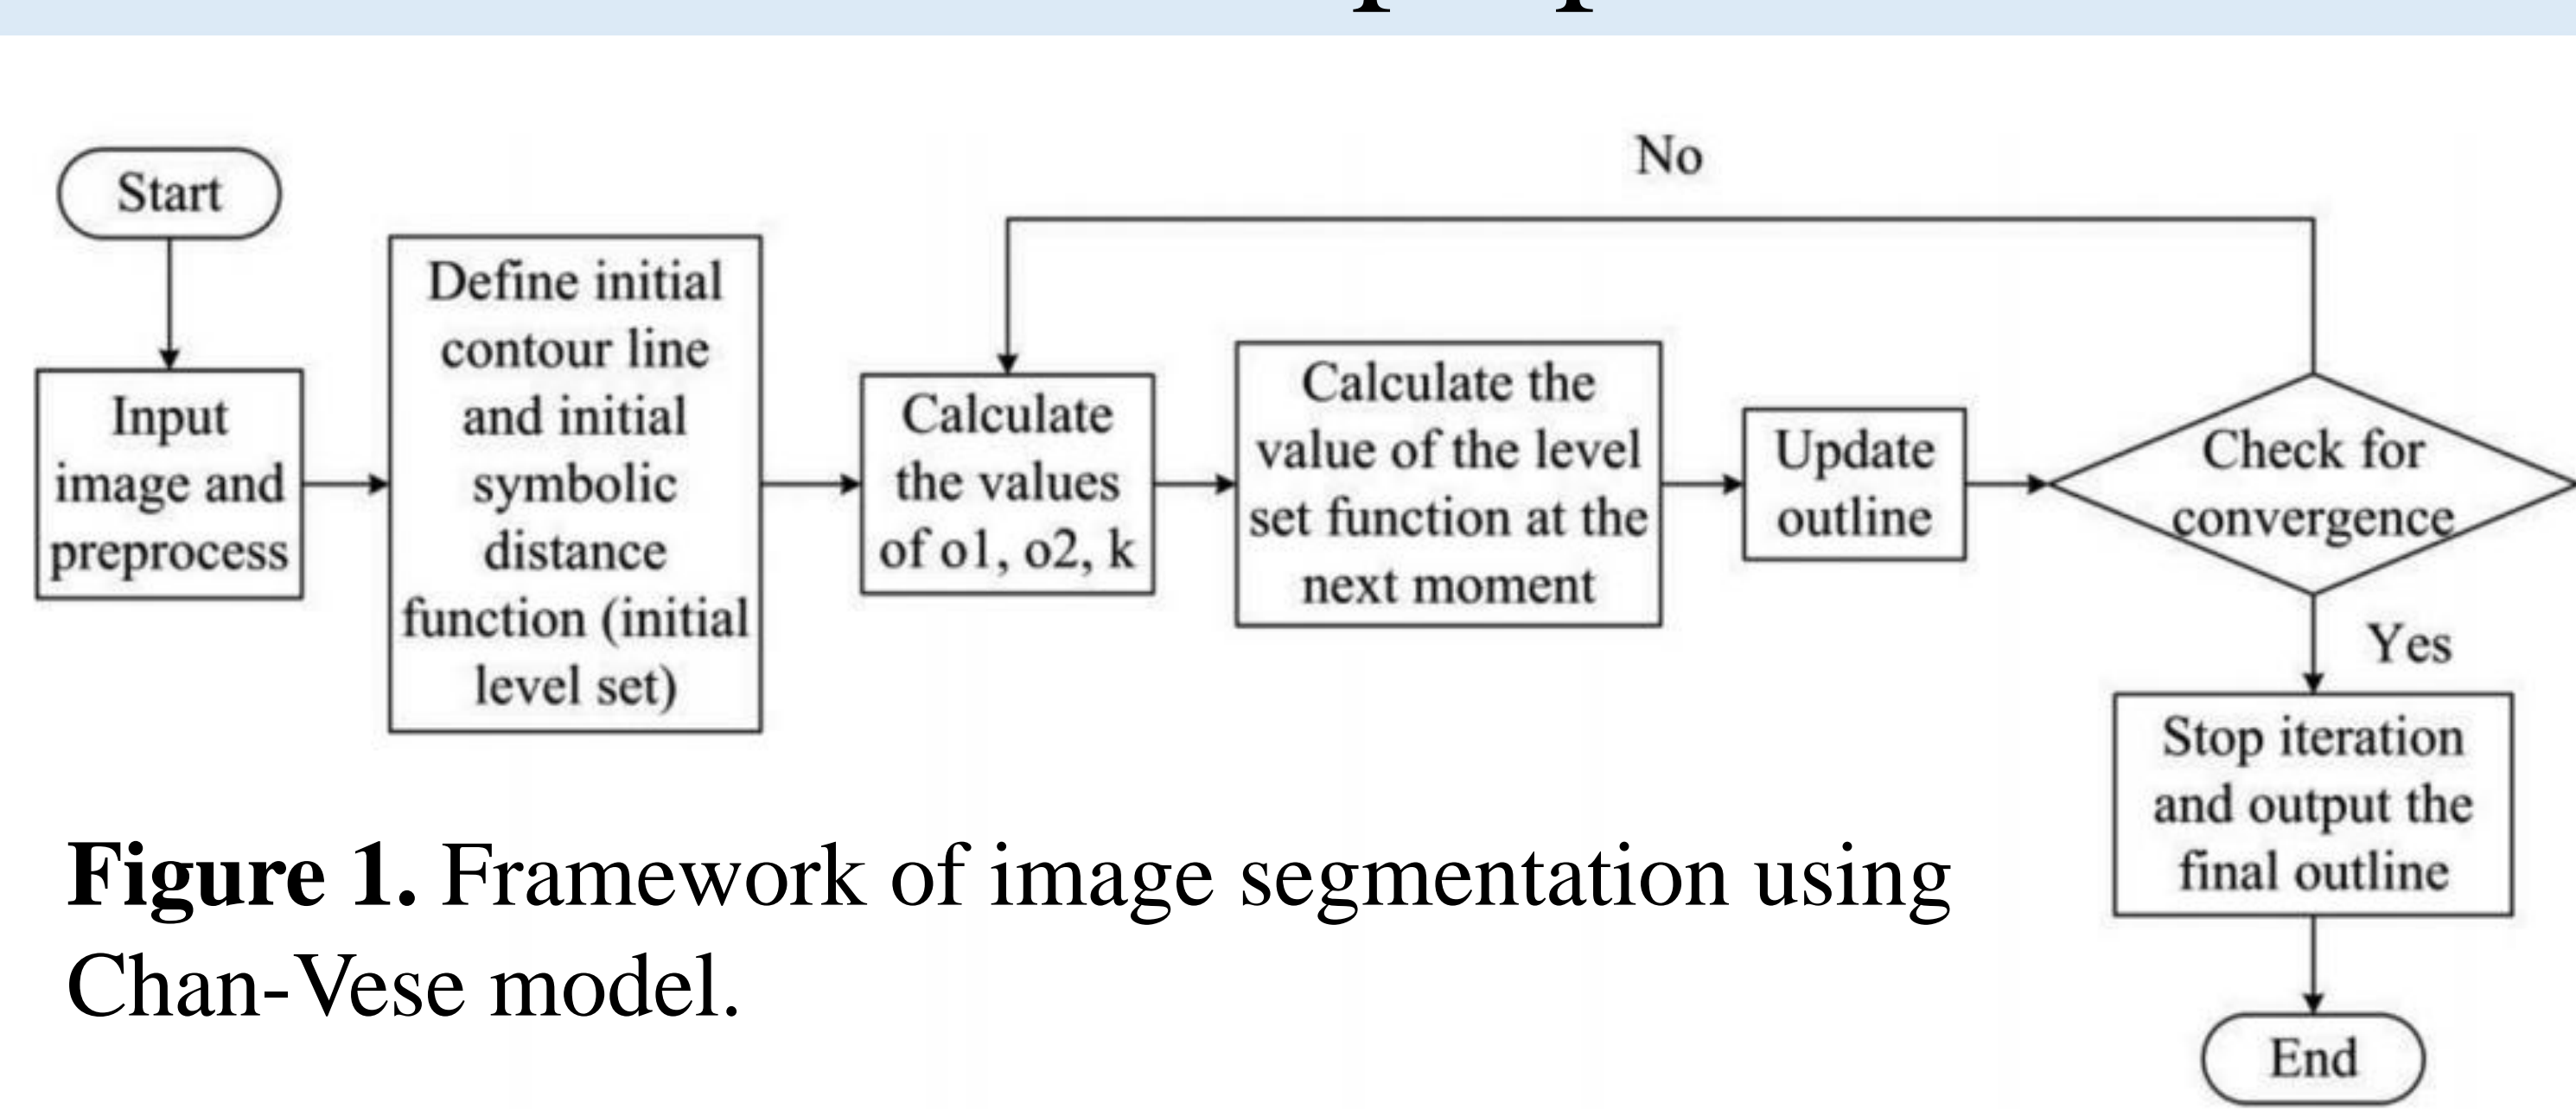 Start
Input
image and
preprocess
Define initial
contour line
and initial
symbolic
distance
function (initial
level set)
Calculate
the values
of o1, o2, k
Calculate the
value of the level
set function at the
next moment
Update
outline
Check for
convergence
No
Yes
Stop iteration
and output the
final outline
End
Figure 1. Framework of image segmentation using
Chan-Vese model.